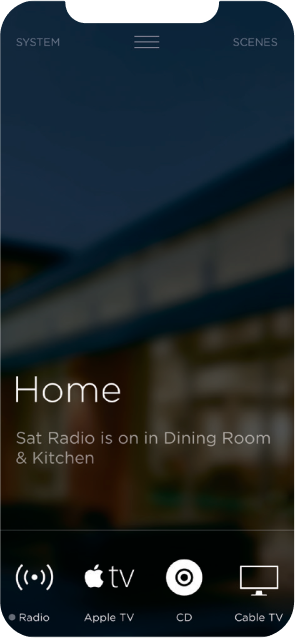 SYSTEM SCENES
Home
Sat Radio is on in Dining Room
& Kitchen
tv
Radio Apple TV CD Cable TV